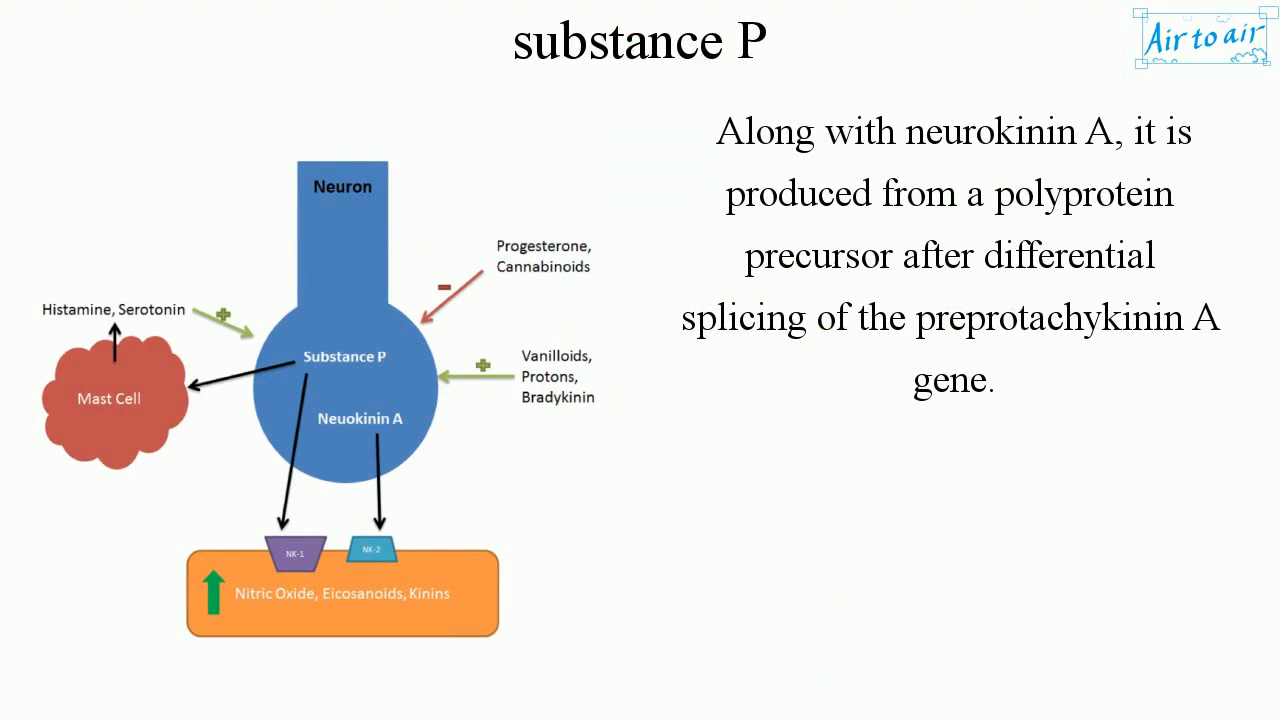 substance P
Air to air
Along with neurokinin A, it is
produced from a polyprotein
precursor after differential
splicing of the preprotachykinin A
gene.
Neuron
Progesterone,
Cannabinoids
Histamine, Serotonin
Substance P
Vanilloids,
Protons,
Bradykinin
Mast Cell
Neuokinin A
NK-1
NK-2
Nitric Oxide, Eicosanoids, Kinins